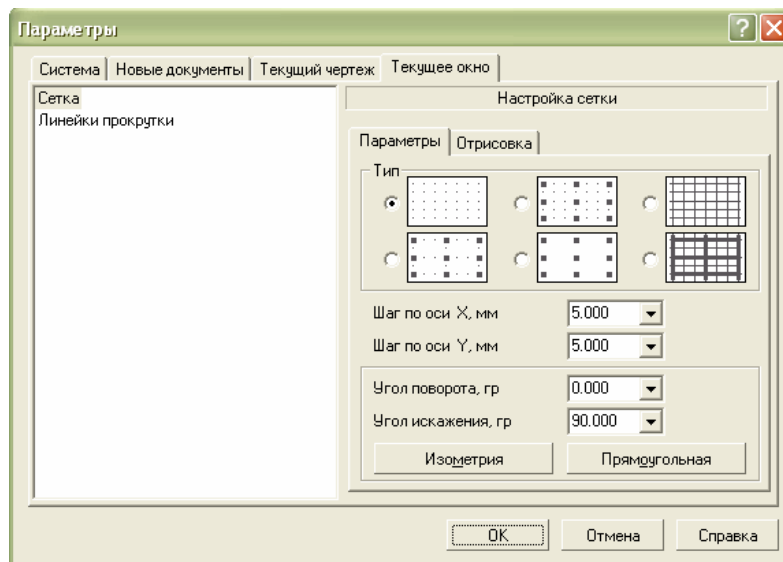 Параметры
Система Новые документы Текущий чертеж Текущее окно
Сетка
Линейки прокрутки
Настройка сетки
Параметры Отрисовка
Тип
Шаг по оси X, мм 5.000
Шаг по оси Y, мм 5.000
Угол поворота, гр 0.000
Угол искажения, гр 90.000
Изометрия Прямоугольная
OK Отмена Справка